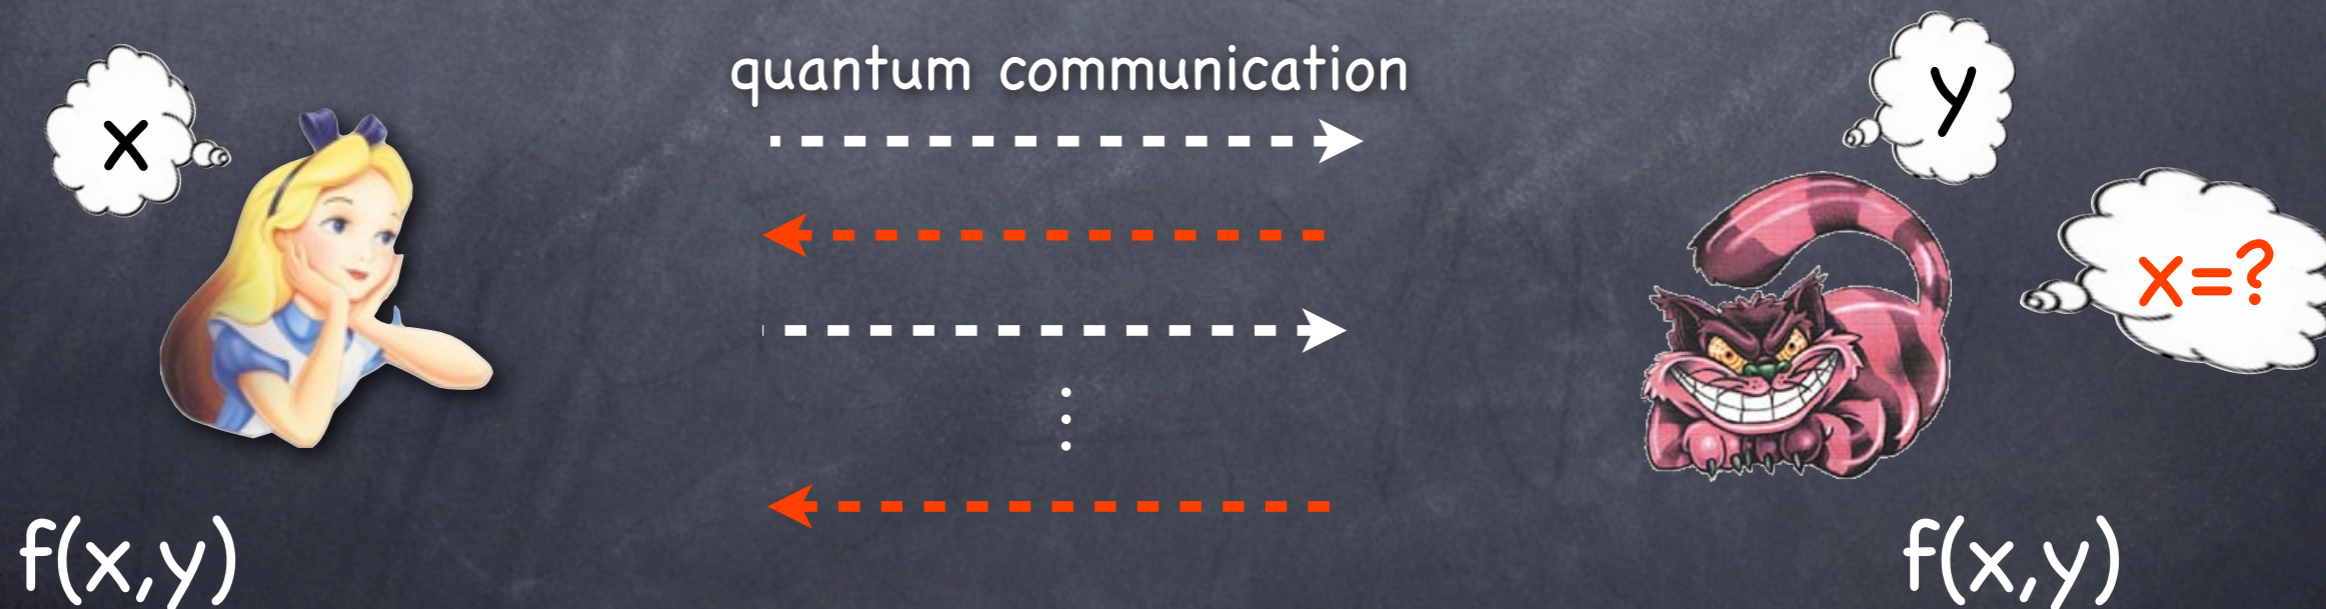 quantum communication
x
y
x=?
f(x,y)
f(x,y)